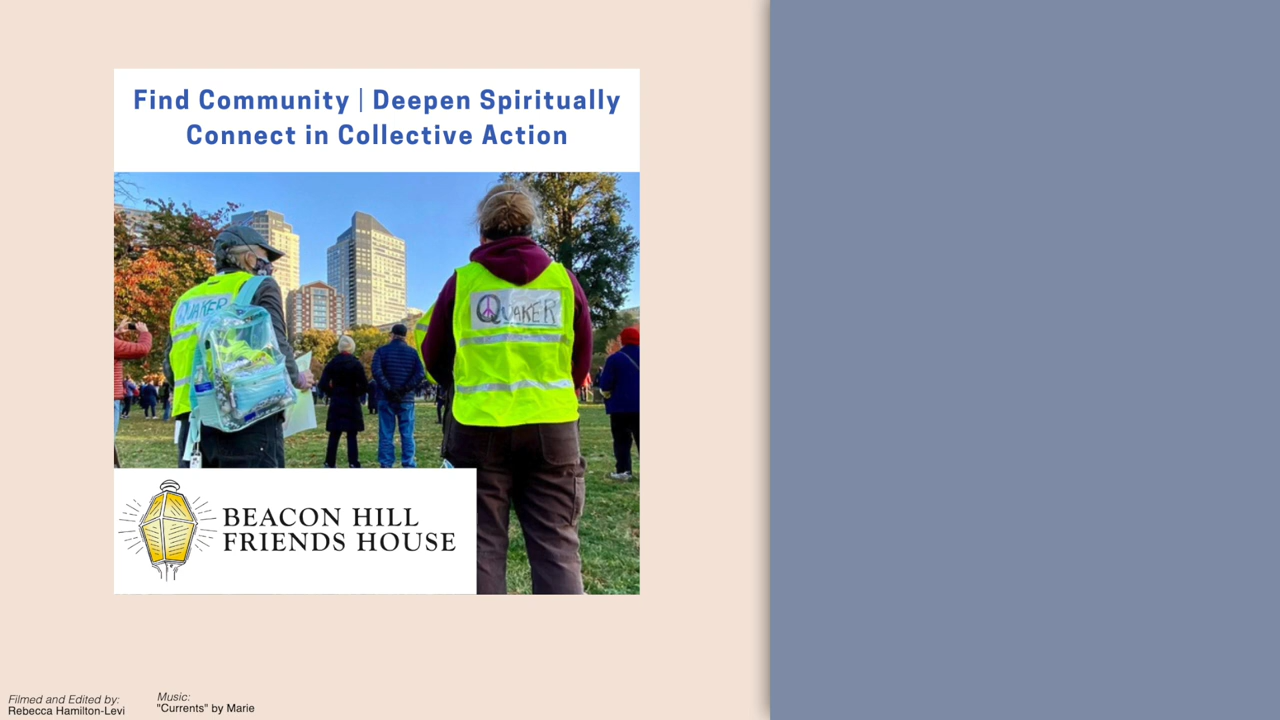 Find Community | Deepen Spiritually
Connect in Collective Action
QUAKER
QUAKER
BEACON HILL
FRIENDS HOUSE
Filmed and Edited by:
Rebecca Hamilton-Levi
Music:
"Currents" by Marie